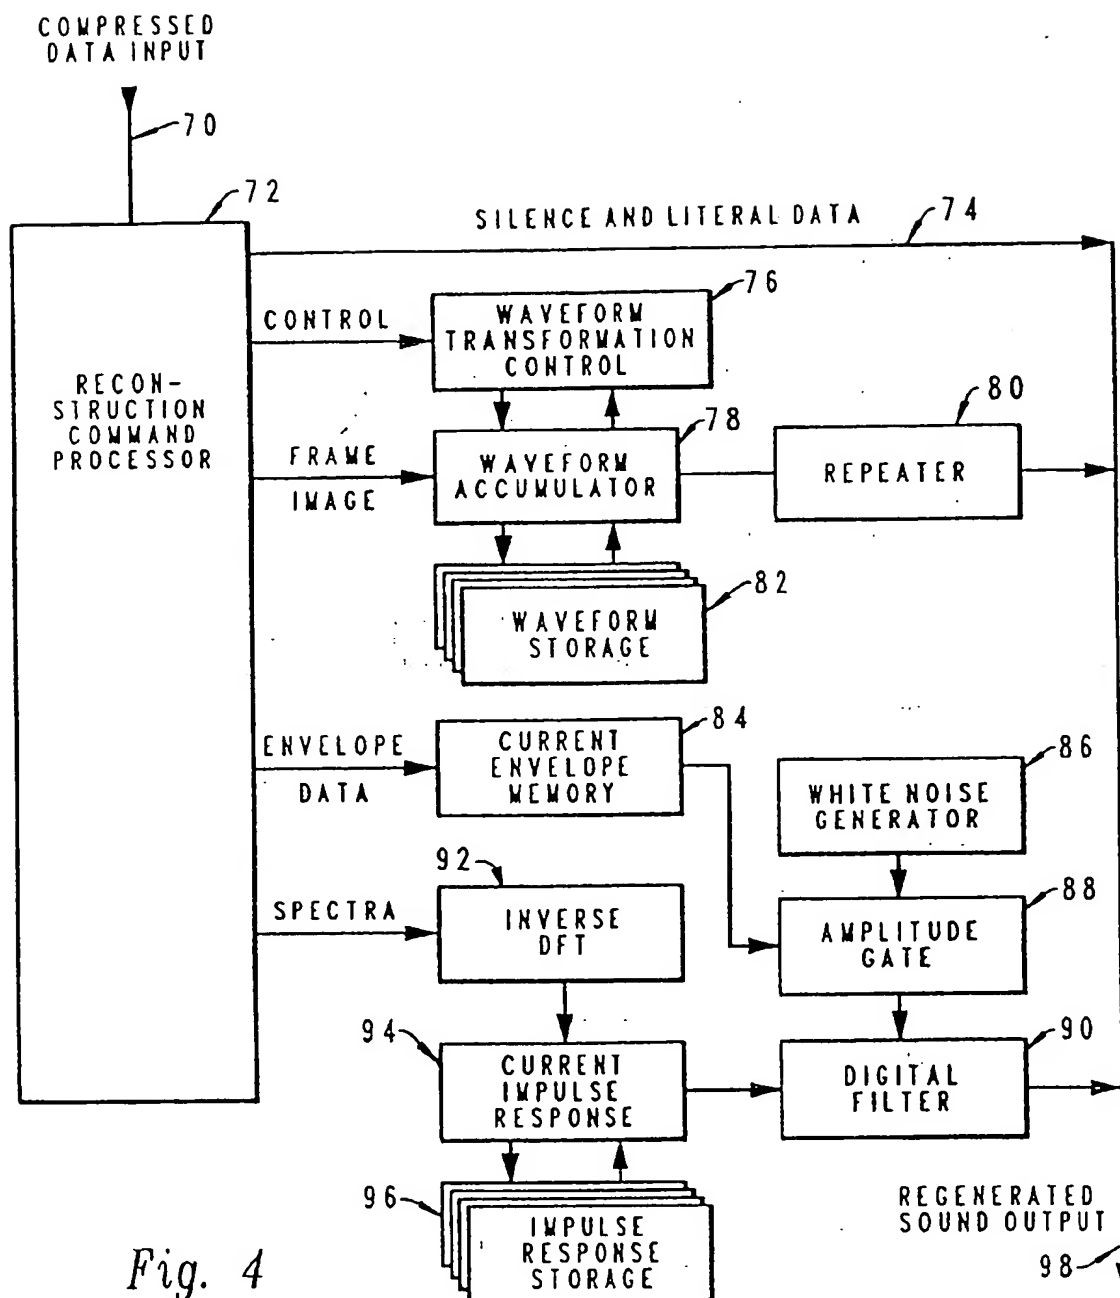 COMPRESSED
DATA INPUT
70
72
SILENCE AND LITERAL DATA
74
CONTROL
WAVEFORM
TRANSFORMATION
CONTROL
76
RECON-
STRUCTION
COMMAND
PROCESSOR
FRAME
IMAGE
WAVEFORM
ACCUMULATOR
78
REPEATER
80
WAVEFORM
STORAGE
82
ENVELOPE
DATA
CURRENT
ENVELOPE
MEMORY
84
WHITE NOISE
GENERATOR
86
SPECTRA
92
INVERSE
DFT
AMPLITUDE
GATE
88
94
CURRENT
IMPULSE
RESPONSE
DIGITAL
FILTER
90
96
IMPULSE
RESPONSE
STORAGE
REGENERATED
SOUND OUTPUT
98
Fig. 4